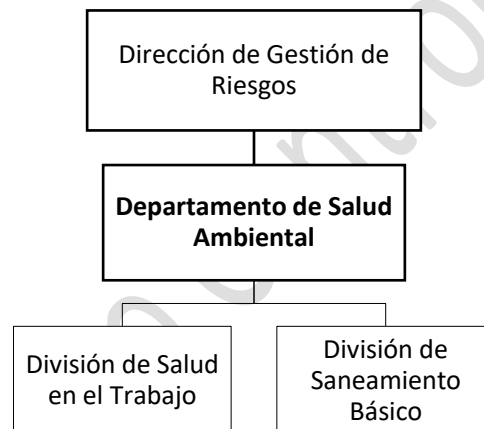 Dirección de Gestión de
Riesgos
Departamento de Salud
Ambiental
División de Salud
en el Trabajo
División de
Saneamiento
Básico